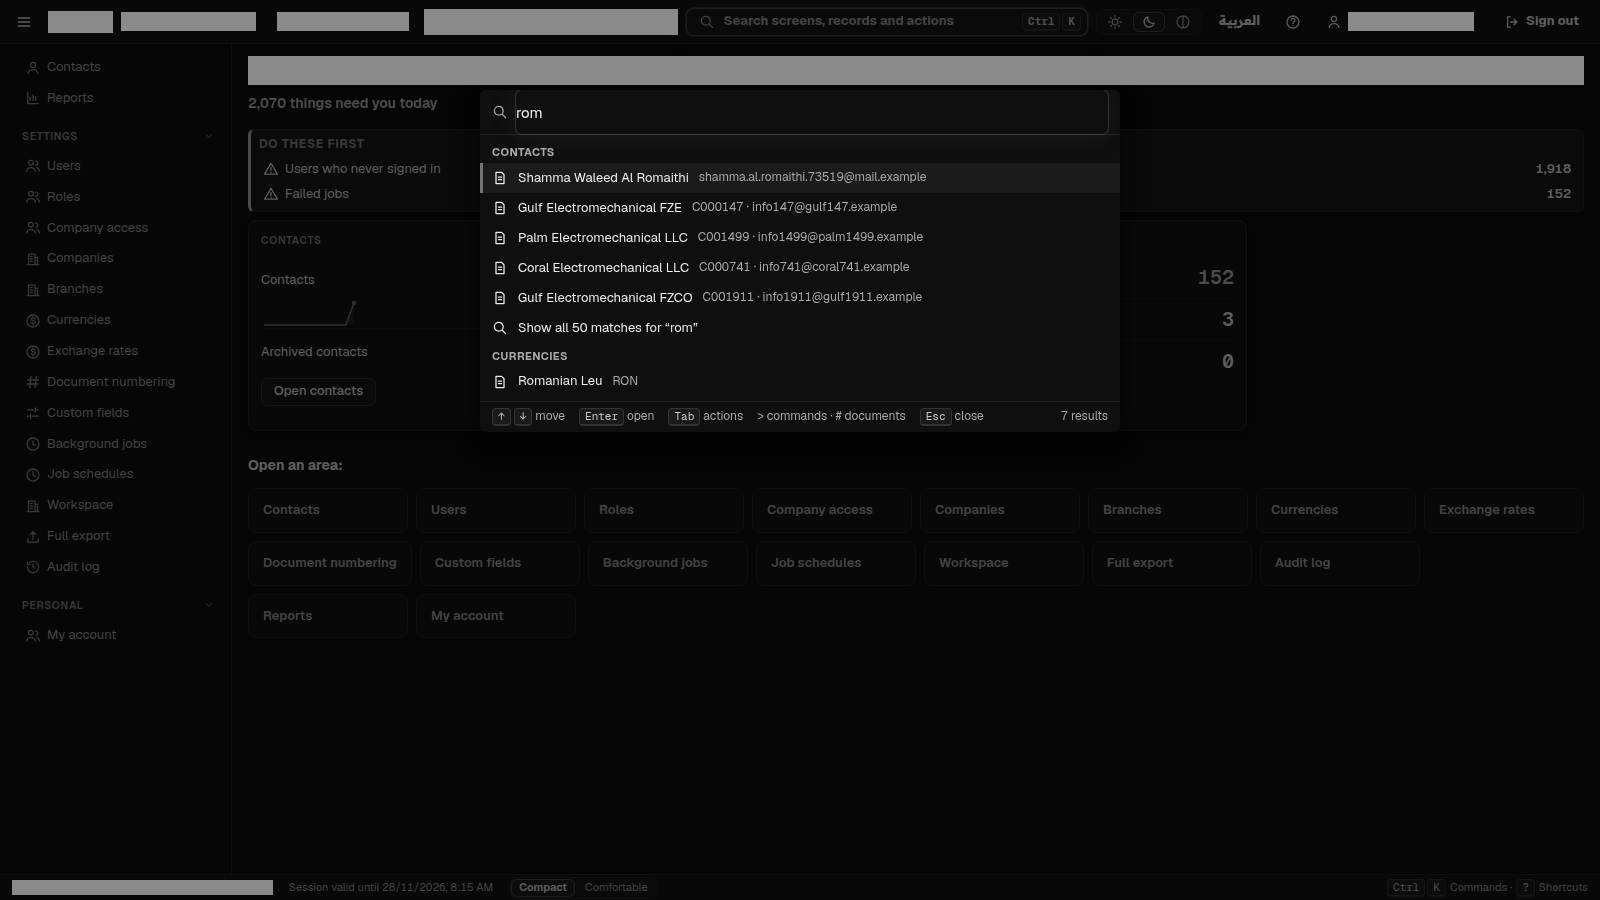 Search screens, records and actions Ctrl K العربية Sign out
Contacts
Reports
SETTINGS
Users
Roles
Company access
Companies
Branches
Currencies
Exchange rates
Document numbering
Custom fields
Background jobs
Job schedules
Workspace
Full export
Audit log
PERSONAL
My account
2,070 things need you today
DO THESE FIRST
Users who never signed in 1,918
Failed jobs 152
CONTACTS
Contacts
Archived contacts
Open contacts
152
3
0
rom
CONTACTS
Shamma Waleed Al Romaithi shamma.al.romaithi.73519@mail.example
Gulf Electromechanical FZE C000147 · info147@gulf147.example
Palm Electromechanical LLC C001499 · info1499@palm1499.example
Coral Electromechanical LLC C000741 · info741@coral741.example
Gulf Electromechanical FZCO C001911 · info1911@gulf1911.example
Show all 50 matches for “rom”
CURRENCIES
Romanian Leu RON
↑ ↓ move Enter open Tab actions > commands · # documents Esc close 7 results
Open an area:
Contacts Users Roles Company access Companies Branches Currencies Exchange rates
Document numbering Custom fields Background jobs Job schedules Workspace Full export Audit log
Reports My account
Session valid until 28/11/2026, 8:15 AM Compact Comfortable Ctrl K Commands · ? Shortcuts